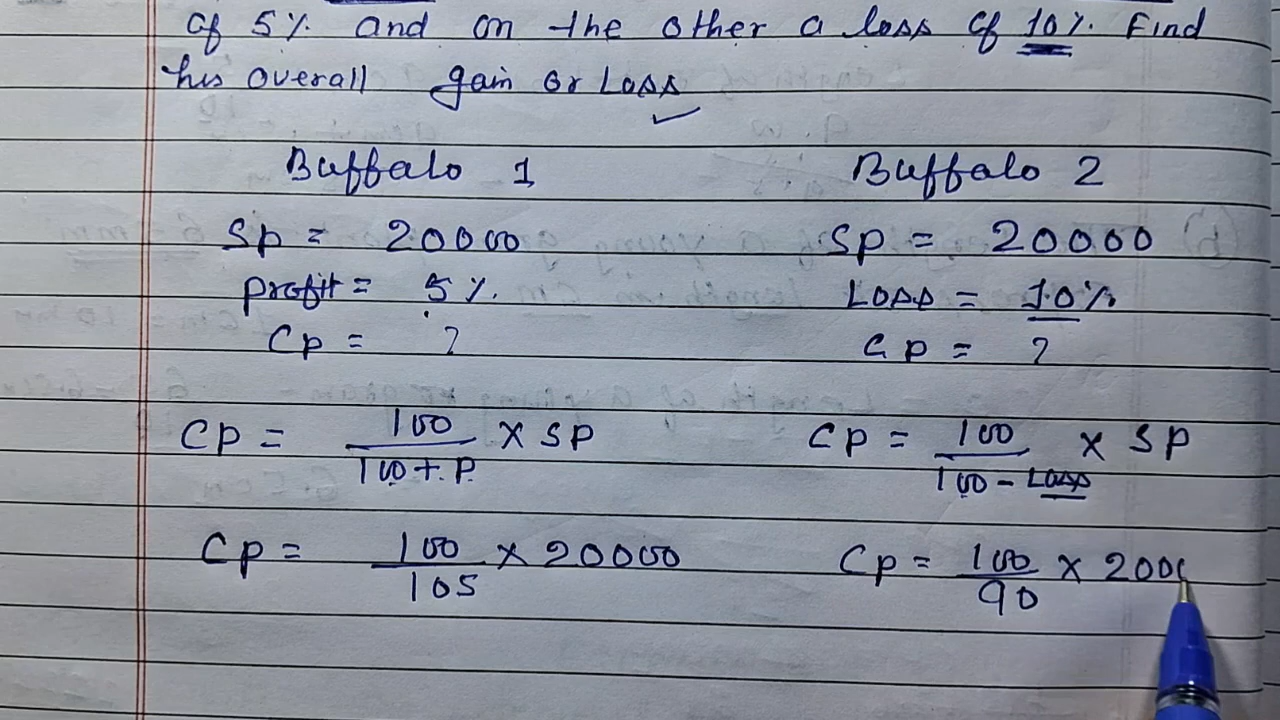 of 5% and on the other a loss of 10%. Find
his overall gain or Loss
Buffalo 1
SP = 20000
profit = 5%.
CP = ?
CP = 100/100+P × SP
CP = 100/105 × 20000
Buffalo 2
SP = 20000
Loss = 10%
CP = ?
CP = 100/100-Loss × SP
CP = 100/90 × 200